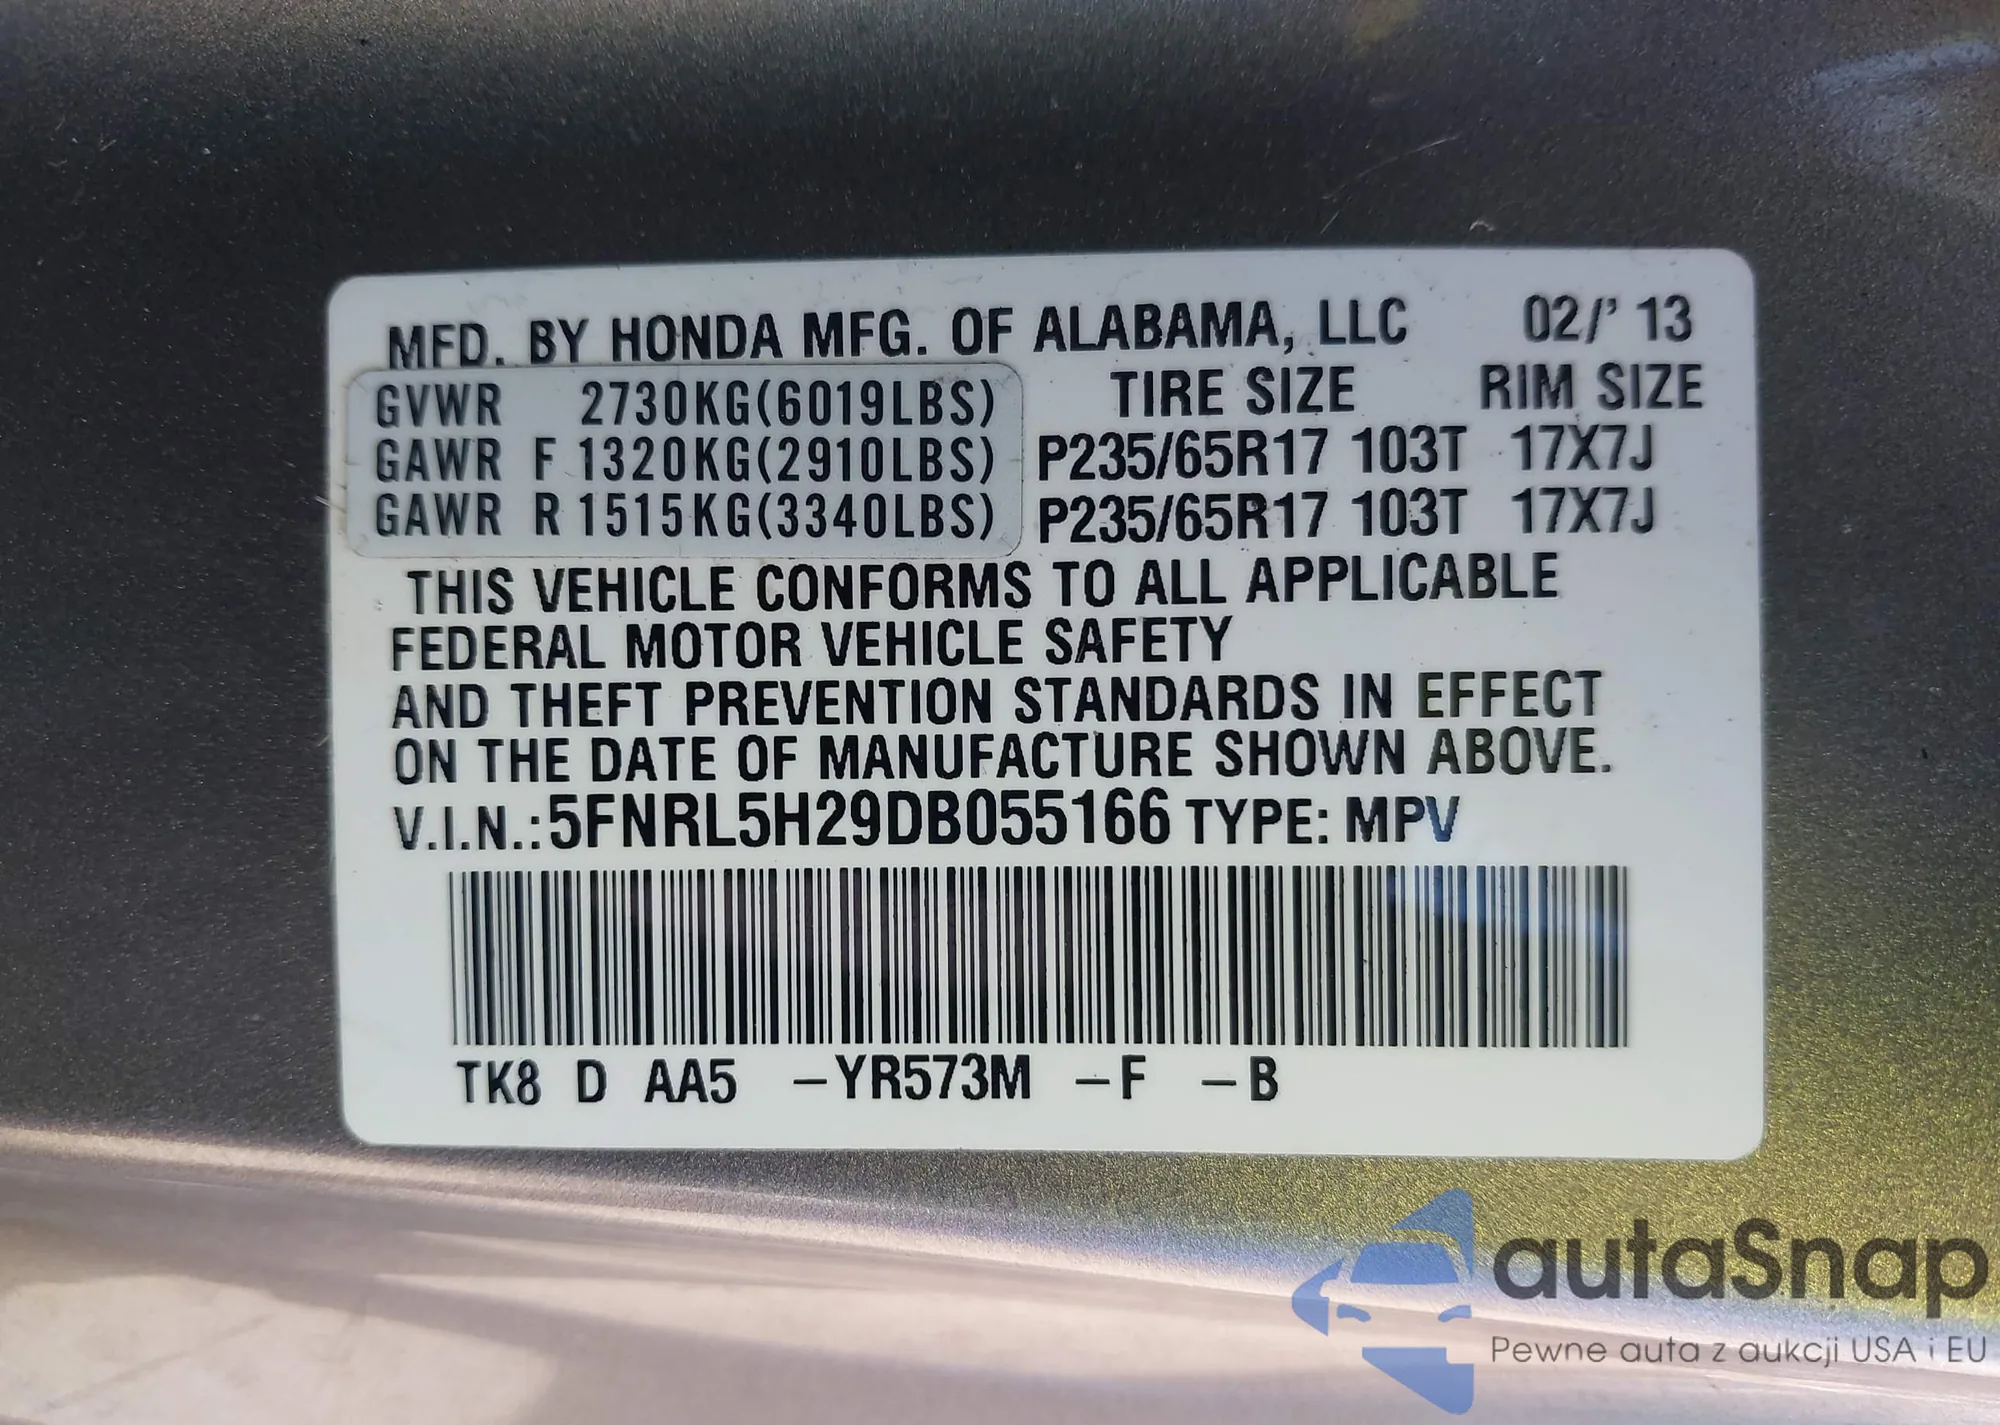 MFD. BY HONDA MFG. OF ALABAMA, LLC 02/' 13
GVWR 2730KG(6019LBS) TIRE SIZE RIM SIZE
GAWR F 1320KG(2910LBS) P235/65R17 103T 17X7J
GAWR R 1515KG(3340LBS) P235/65R17 103T 17X7J
THIS VEHICLE CONFORMS TO ALL APPLICABLE
FEDERAL MOTOR VEHICLE SAFETY
AND THEFT PREVENTION STANDARDS IN EFFECT
ON THE DATE OF MANUFACTURE SHOWN ABOVE.
V.I.N.:5FNRL5H29DB055166 TYPE: MPV
TK8 D AA5 –YR573M –F –B
autaSnap
Pewne auta z aukcji USA i EU